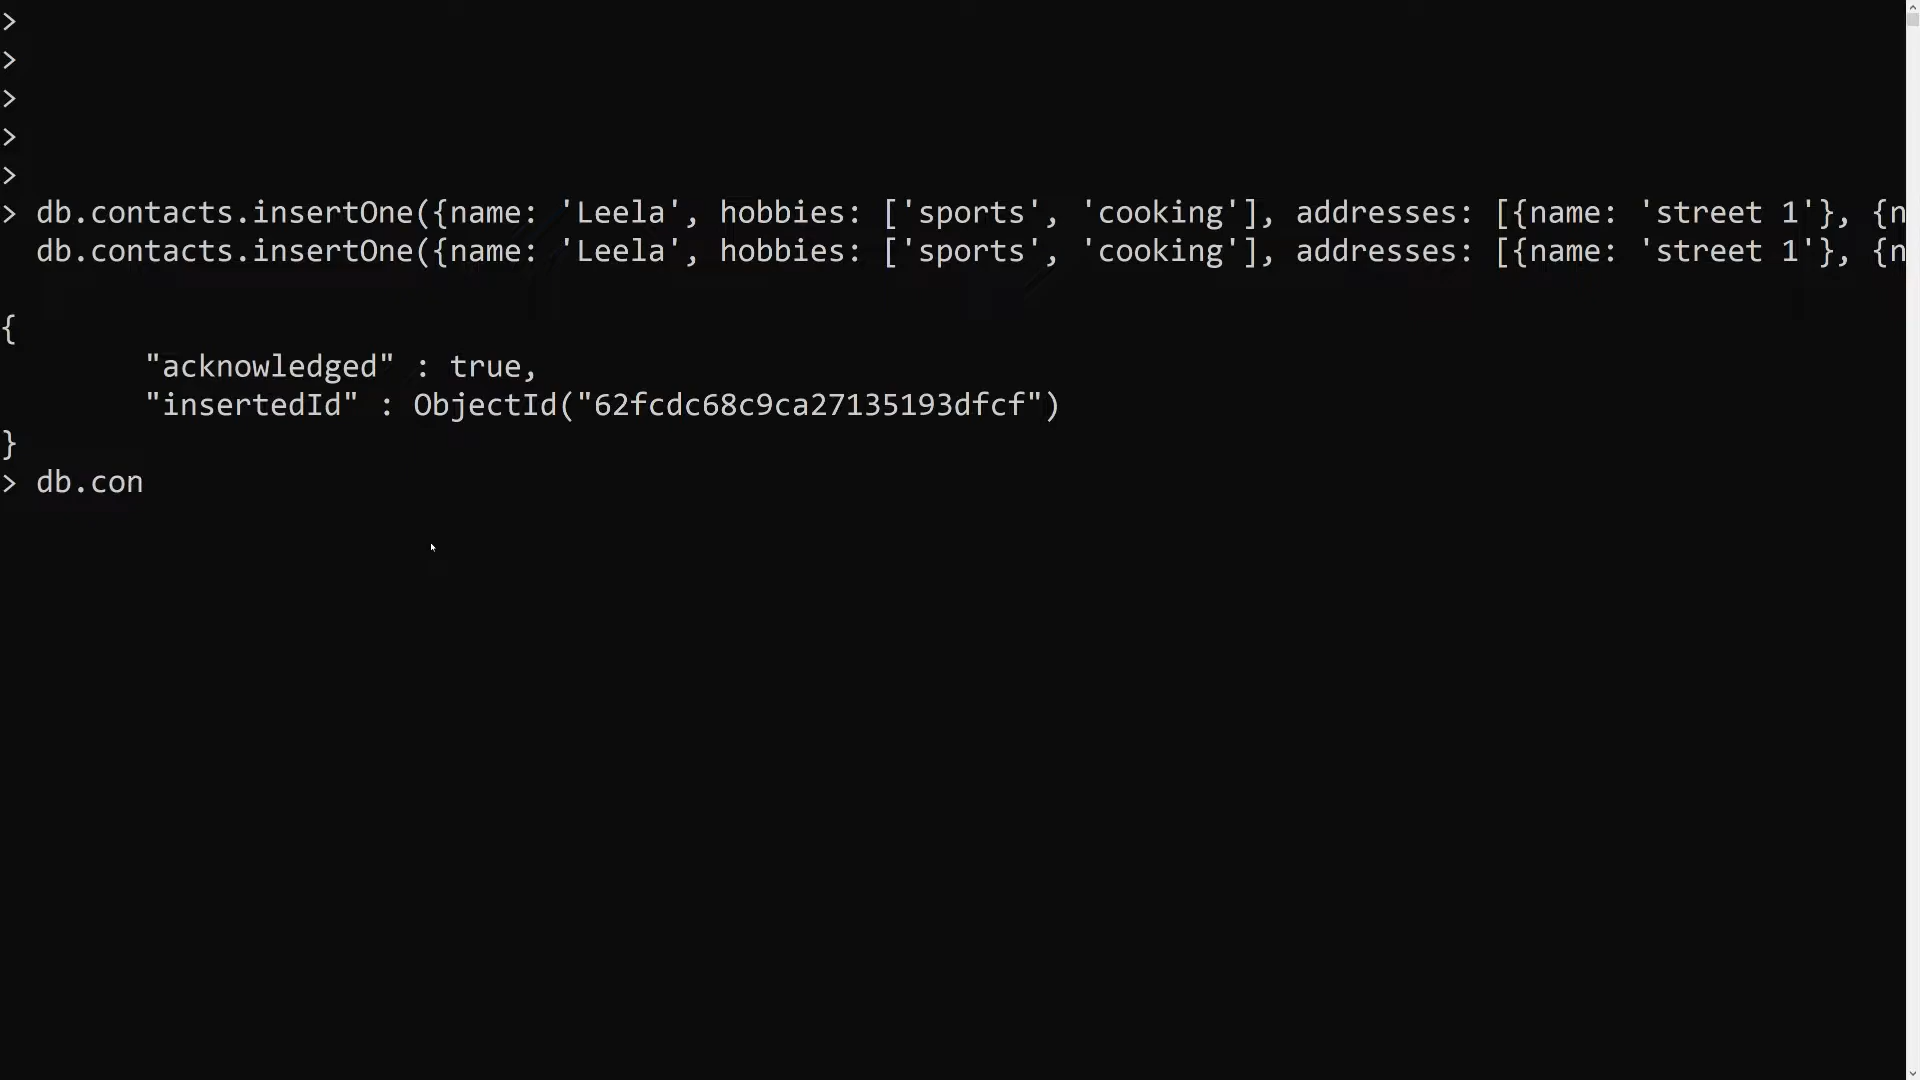 >
>
>
>
>
> db.contacts.insertOne({name: 'Leela', hobbies: ['sports', 'cooking'], addresses: [{name: 'street 1'}, {n
db.contacts.insertOne({name: 'Leela', hobbies: ['sports', 'cooking'], addresses: [{name: 'street 1'}, {n
{
"acknowledged" : true,
"insertedId" : ObjectId("62fcdc68c9ca27135193dfcf")
}
> db.con